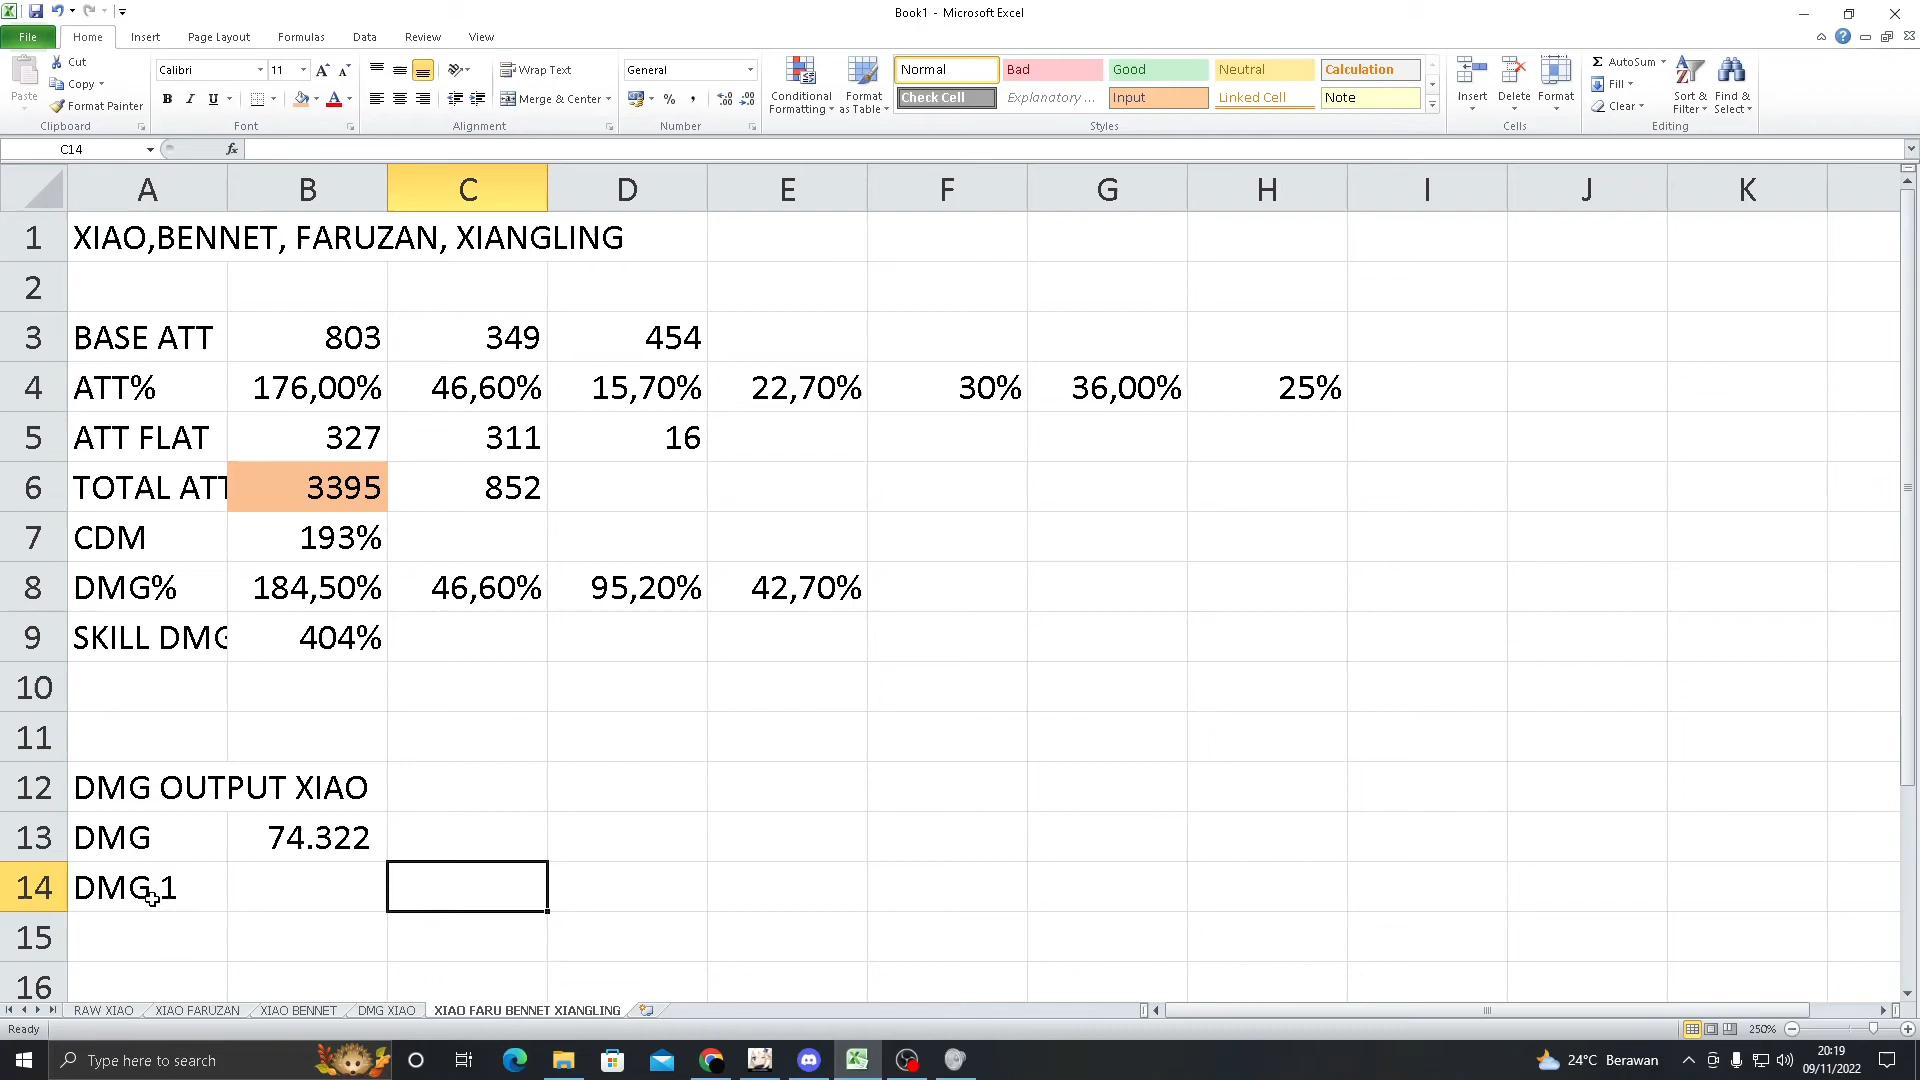 Book1 - Microsoft Excel
File Home Insert Page Layout Formulas Data Review View
Paste
Cut
Copy
Format Painter
Clipboard
Calibri 11
B I U
Font
Wrap Text
Merge & Center
Alignment
General
% ,
Number
Conditional Formatting
Format as Table
Normal Bad Good Neutral Calculation
Check Cell Explanatory ... Input Linked Cell Note
Styles
Insert Delete Format
Cells
Σ AutoSum
Fill
Clear
Sort & Filter
Find & Select
Editing
C14 fx
A B C D E F G H I J K
1 XIAO,BENNET, FARUZAN, XIANGLING
2
3 BASE ATT 803 349 454
4 ATT% 176,00% 46,60% 15,70% 22,70% 30% 36,00% 25%
5 ATT FLAT 327 311 16
6 TOTAL ATT 3395 852
7 CDM 193%
8 DMG% 184,50% 46,60% 95,20% 42,70%
9 SKILL DMG 404%
10
11
12 DMG OUTPUT XIAO
13 DMG 74.322
14 DMG 1
15
16
RAW XIAO XIAO FARUZAN XIAO BENNET DMG XIAO XIAO FARU BENNET XIANGLING
Ready 250%
Type here to search 24°C Berawan 20:19
09/11/2022